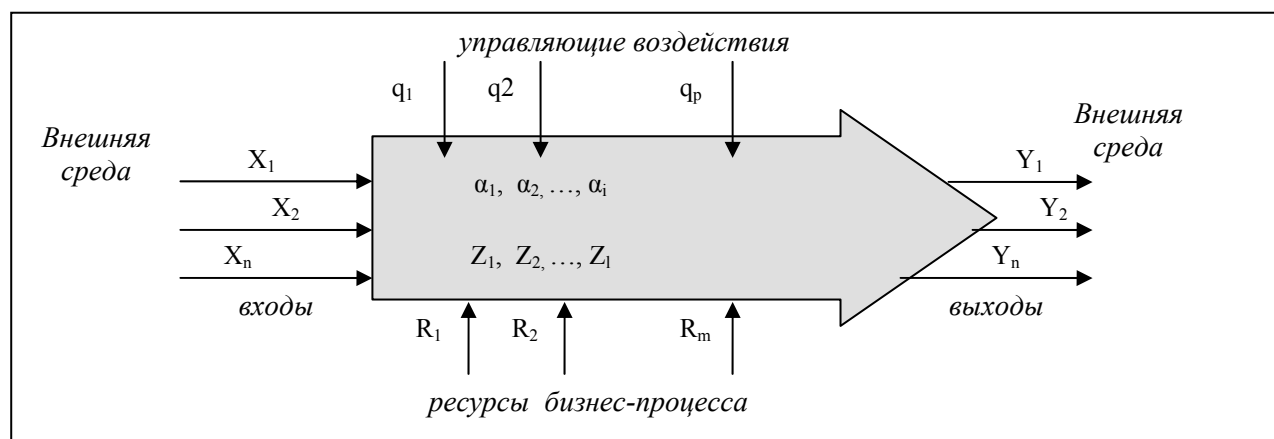 управляющие воздействия
q₁ q2 qₚ
Внешняя
среда
Внешняя
среда
X₁
X₂
Xₙ
входы
α₁, α₂, …, αᵢ
Z₁, Z₂, …, Zₗ
Y₁
Y₂
Yₙ
выходы
R₁ R₂ Rₘ
ресурсы бизнес-процесса